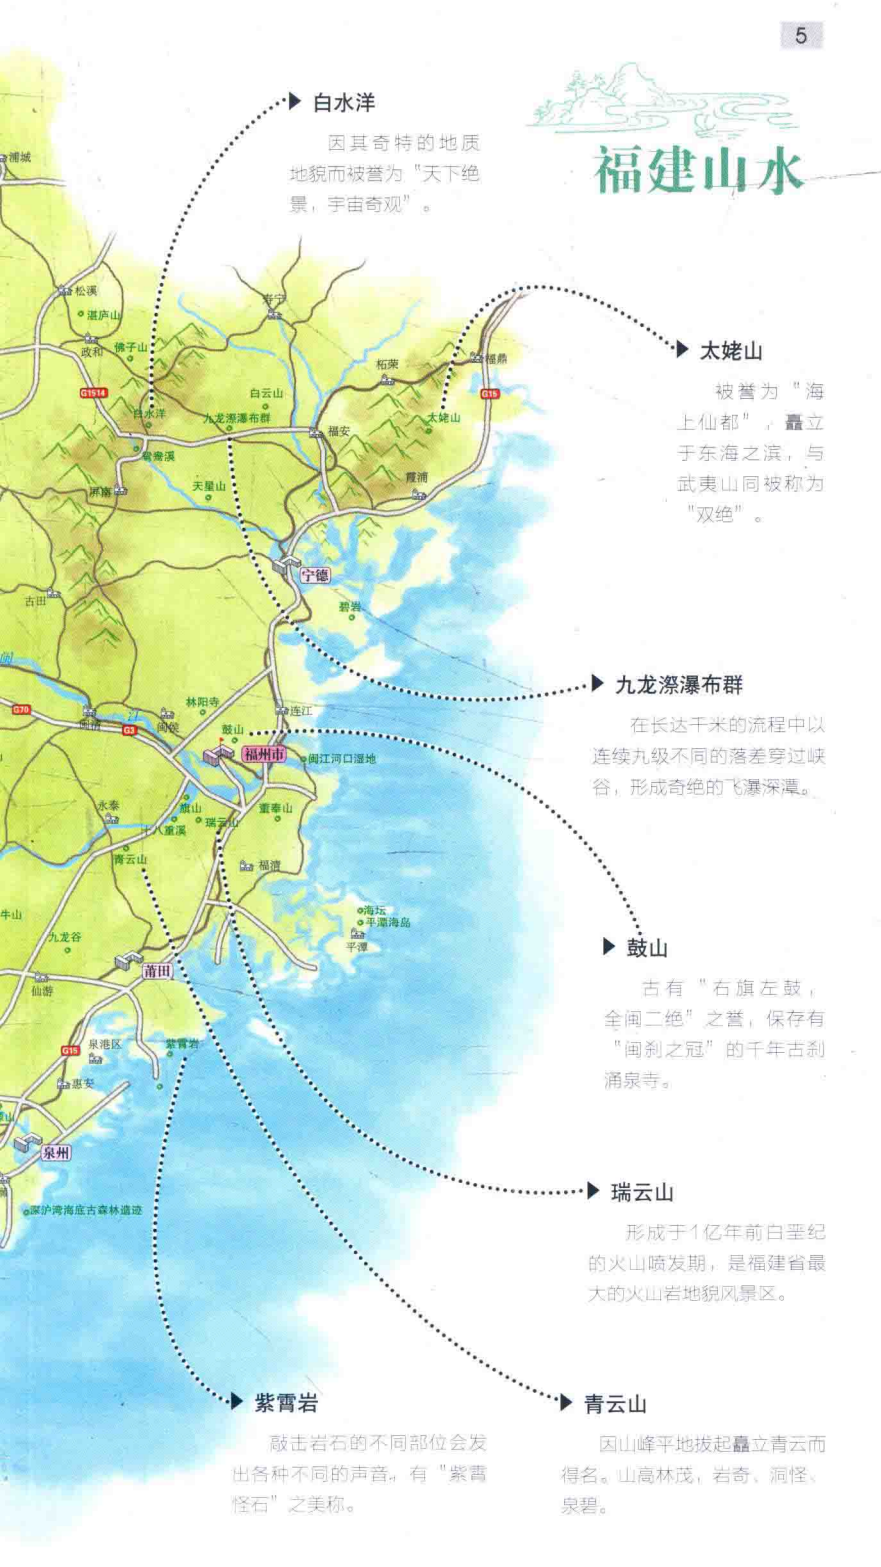 5
福建山水
白水洋
因其奇特的地质
地貌而被誉为“天下绝
景，宇宙奇观”。
太姥山
被誉为“海
上仙都”，矗立
于东海之滨，与
武夷山同被称为
“双绝”。
九龙漈瀑布群
在长达千米的流程中以
连续九级不同的落差穿过峡
谷，形成奇绝的飞瀑深潭。
鼓山
古有“右旗左鼓，
全闽二绝”之誉，保存有
“闽刹之冠”的千年古刹
涌泉寺。
瑞云山
形成于1亿年前白垩纪
的火山喷发期，是福建省最
大的火山岩地貌风景区。
青云山
因山峰平地拔起矗立青云而
得名。山高林茂，岩奇、洞怪、
泉碧。
紫霄岩
敲击岩石的不同部位会发
出各种不同的声音，有“紫霄
怪石”之美称。
浦城
松溪
湛庐山
政和
佛子山
寿宁
柘荣
福鼎
G1514
G15
白云山
白水洋
九龙漈瀑布群
太姥山
福安
鸳鸯溪
屏南
天星山
霞浦
宁德
古田
碧岩
闽
林阳寺
连江
G70
闽清
江
闽侯
G3
鼓山
福州市
闽江河口湿地
永泰
旗山
董奉山
十八重溪
瑞云山
青云山
福清
牛山
海坛
平潭海岛
平潭
九龙谷
莆田
仙游
泉港区
紫霄岩
G15
惠安
泉州
深沪湾海底古森林遗迹